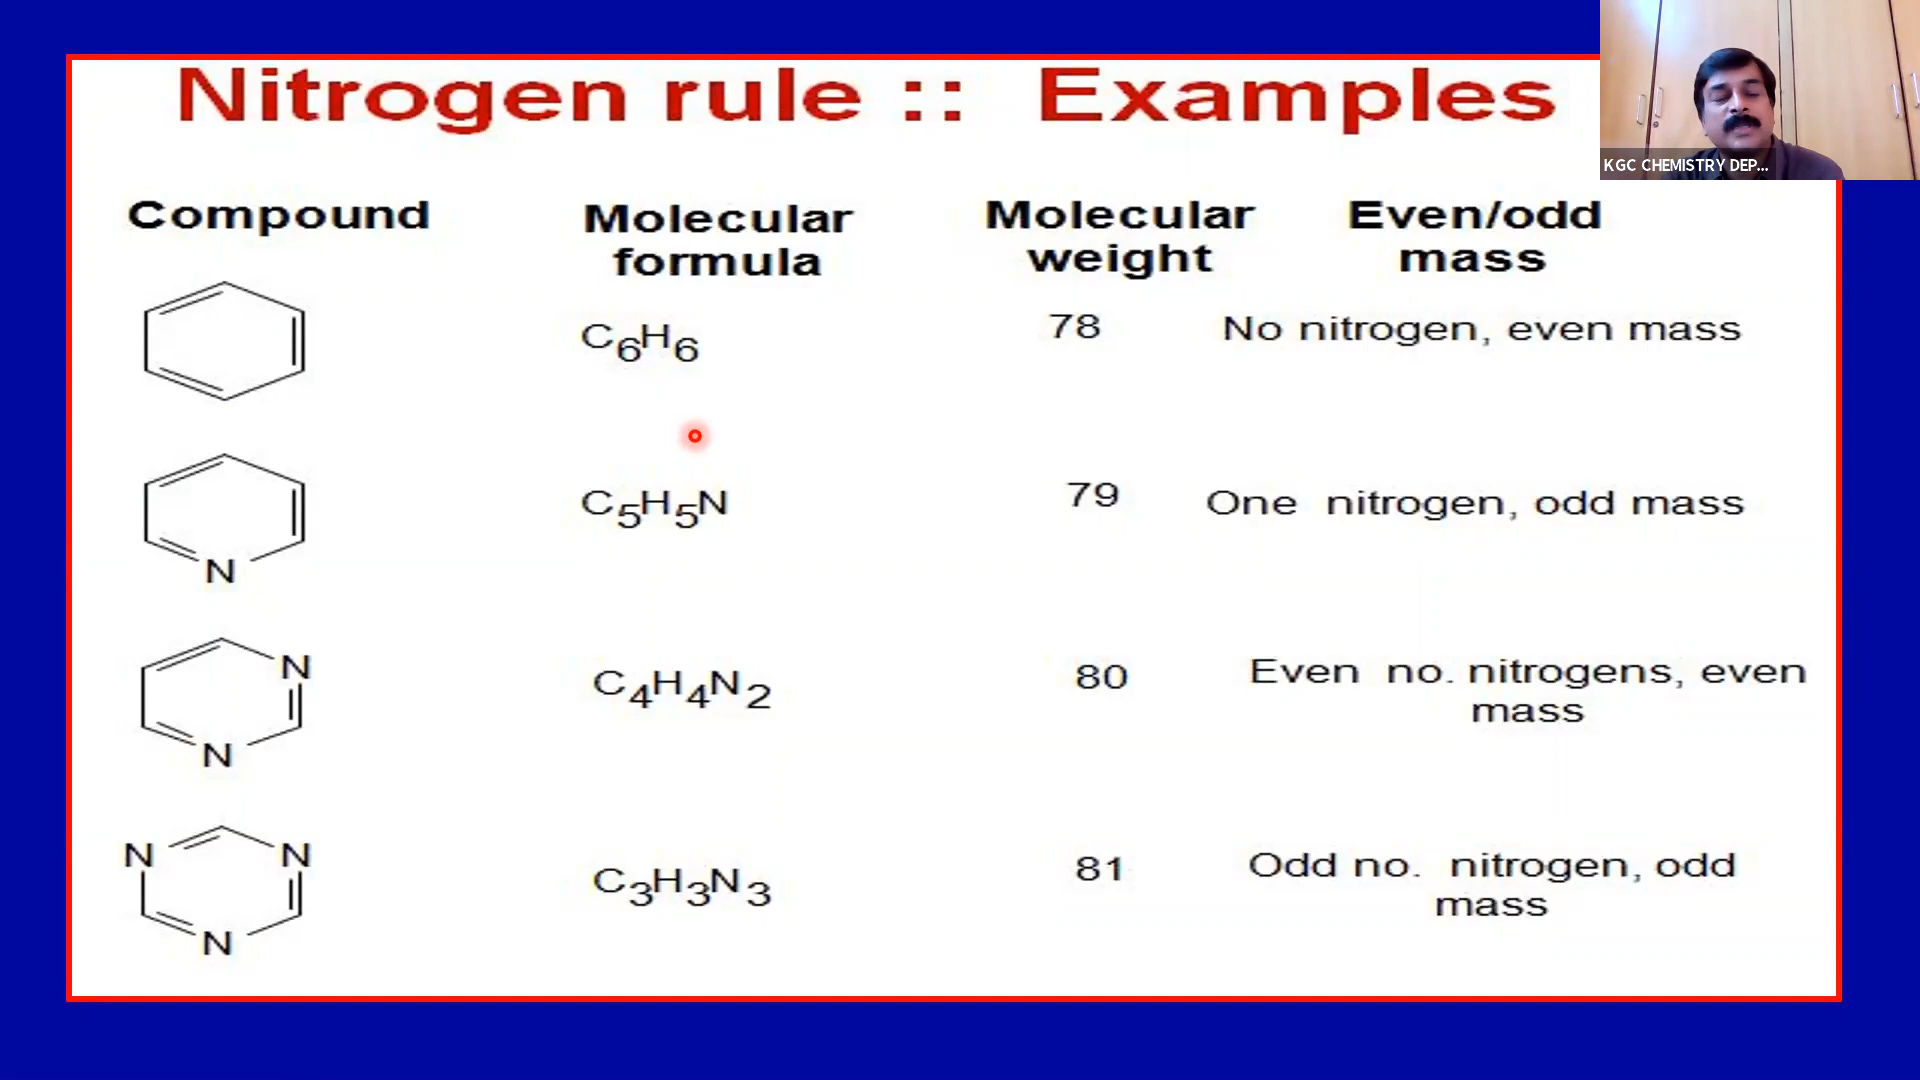 Nitrogen rule :: Examples
KGC CHEMISTRY DEP...
Compound
Molecular
formula
Molecular
weight
Even/odd
mass
C6H6
78
No nitrogen, even mass
N
C5H5N
79
One nitrogen, odd mass
N
N
C4H4N2
80
Even no. nitrogens, even
mass
N
N
N
C3H3N3
81
Odd no. nitrogen, odd
mass